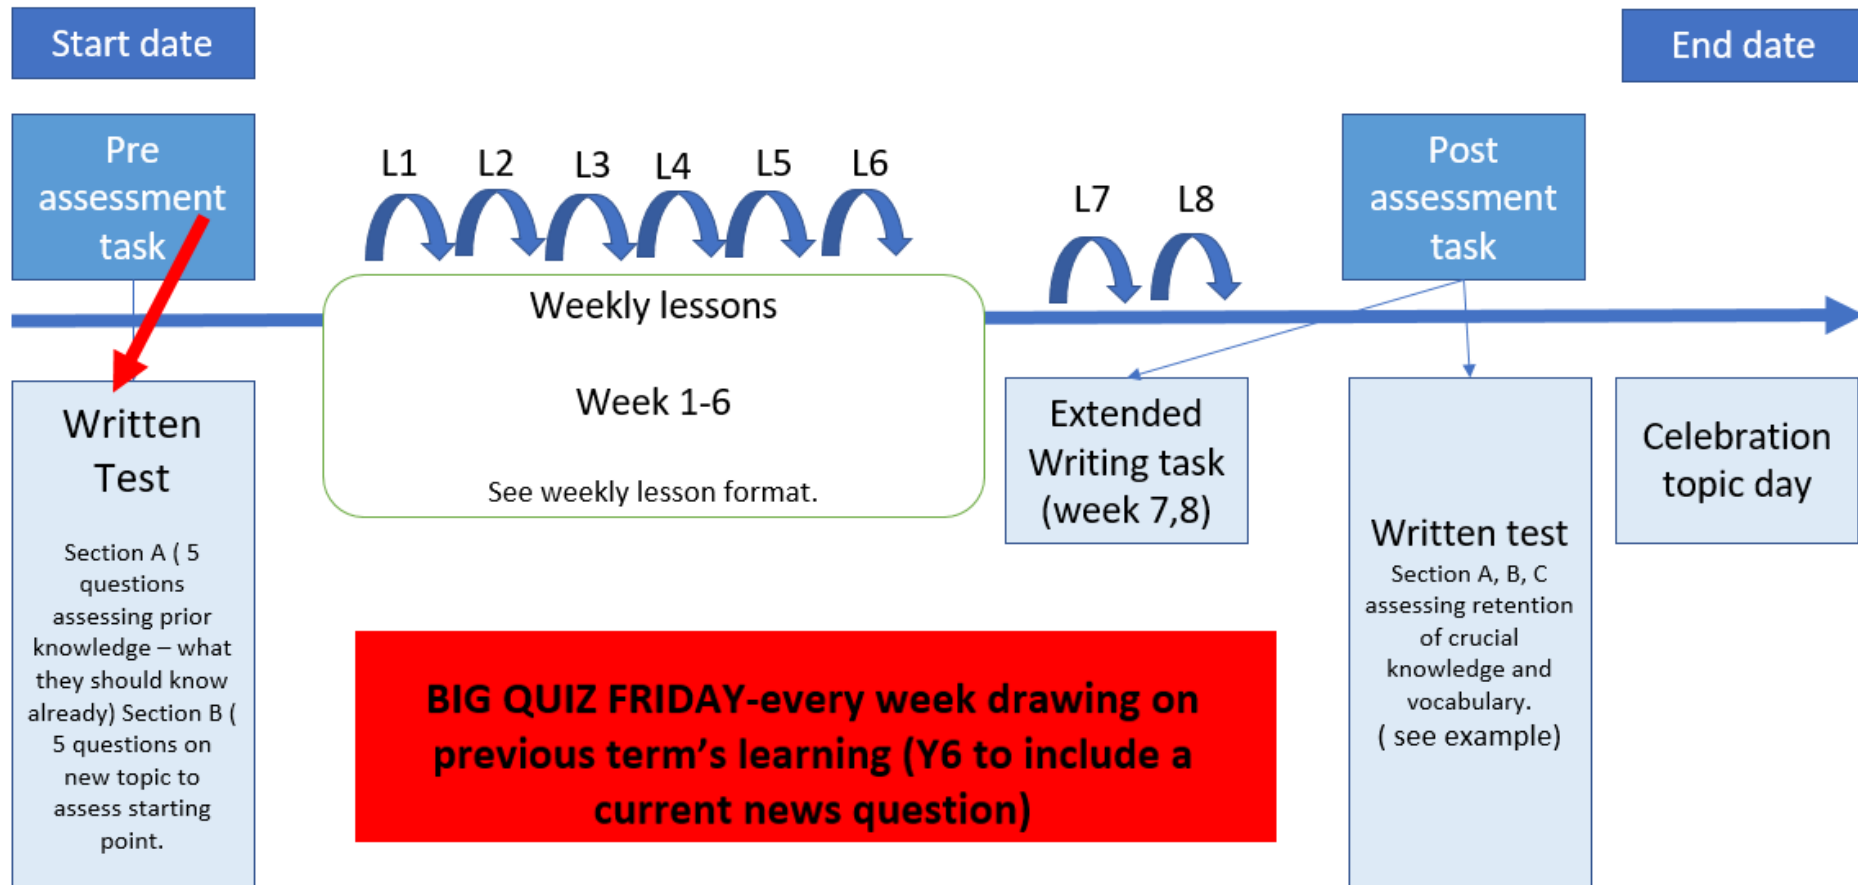 Start date
End date
Pre
assessment
task
L1
L2
L3
L4
L5
L6
L7
L8
Post
assessment
task
Weekly lessons
Week 1-6
See weekly lesson format.
Written
Test
Section A ( 5
questions
assessing prior
knowledge – what
they should know
already) Section B (
5 questions on
new topic to
assess starting
point.
Extended
Writing task
(week 7,8)
Written test
Section A, B, C
assessing retention
of crucial
knowledge and
vocabulary.
( see example)
Celebration
topic day
BIG QUIZ FRIDAY-every week drawing on
previous term’s learning (Y6 to include a
current news question)